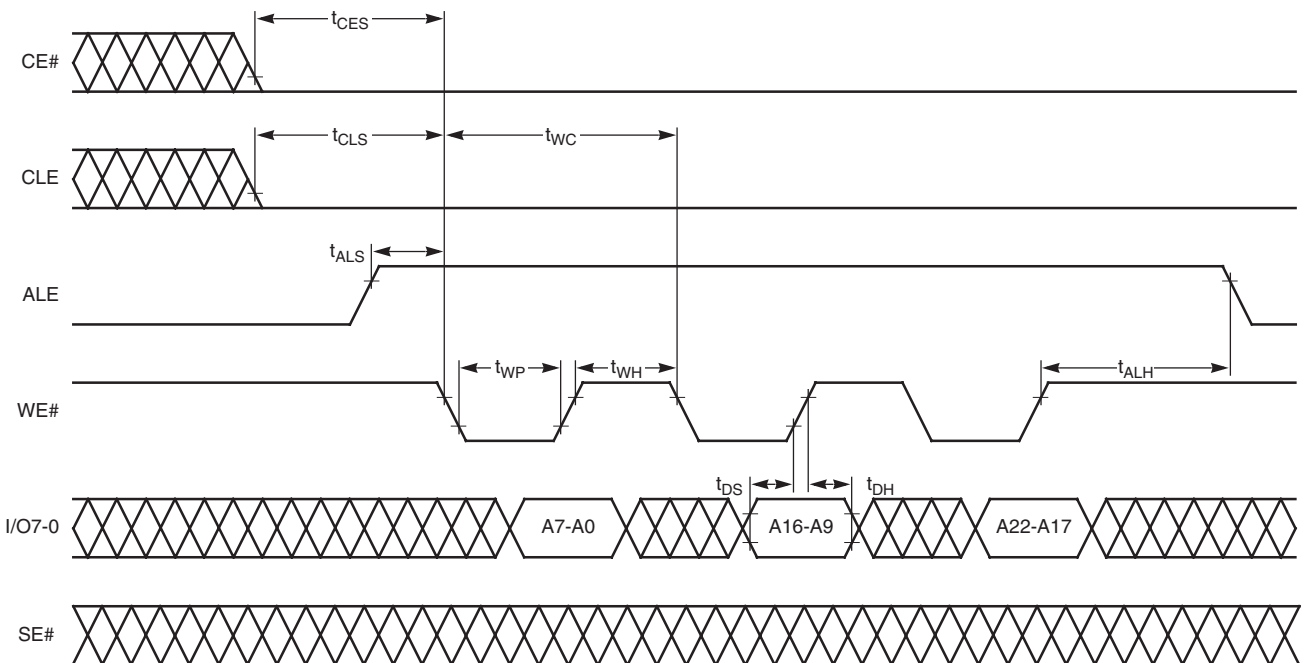 tCES
CE#
tCLS
tWC
CLE
tALS
ALE
tWP
tWH
tALH
WE#
tDS
tDH
I/O7-0
A7-A0
A16-A9
A22-A17
SE#